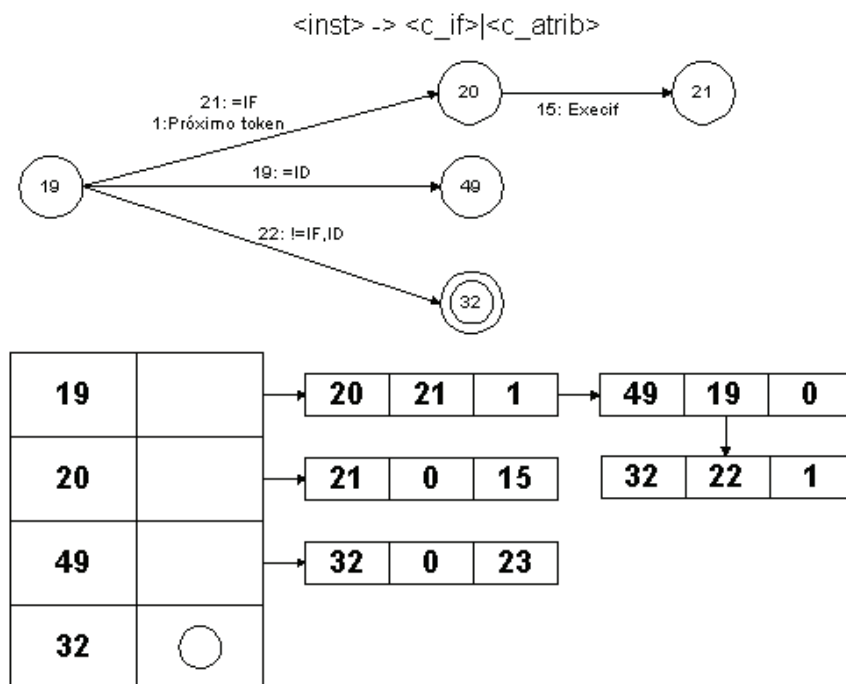 <inst> -> <c_if>|<c_atrib>
21: =IF
1:Próximo token
20
15: Execif
21
19
19: =ID
49
22: !=IF,ID
32
19
20 21 1
49 19 0
20
21 0 15
32 22 1
49
32 0 23
32